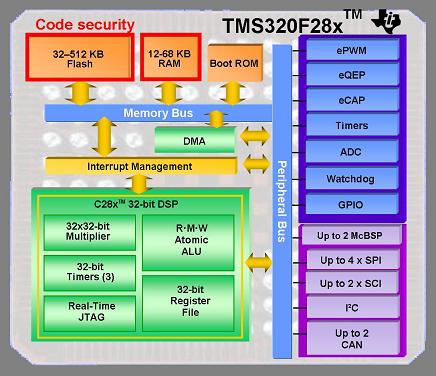 Code security
TMS320F28x™
32–512 KB
Flash
12-68 KB
RAM
Boot ROM
Memory Bus
DMA
Interrupt Management
C28x™ 32-bit DSP
32x32-bit
Multiplier
R·M·W
Atomic
ALU
32-bit
Timers (3)
Real-Time
JTAG
32-bit
Register
File
Peripheral Bus
ePWM
eQEP
eCAP
Timers
ADC
Watchdog
GPIO
Up to 2 McBSP
Up to 4 x SPI
Up to 2 x SCI
I²C
Up to 2
CAN